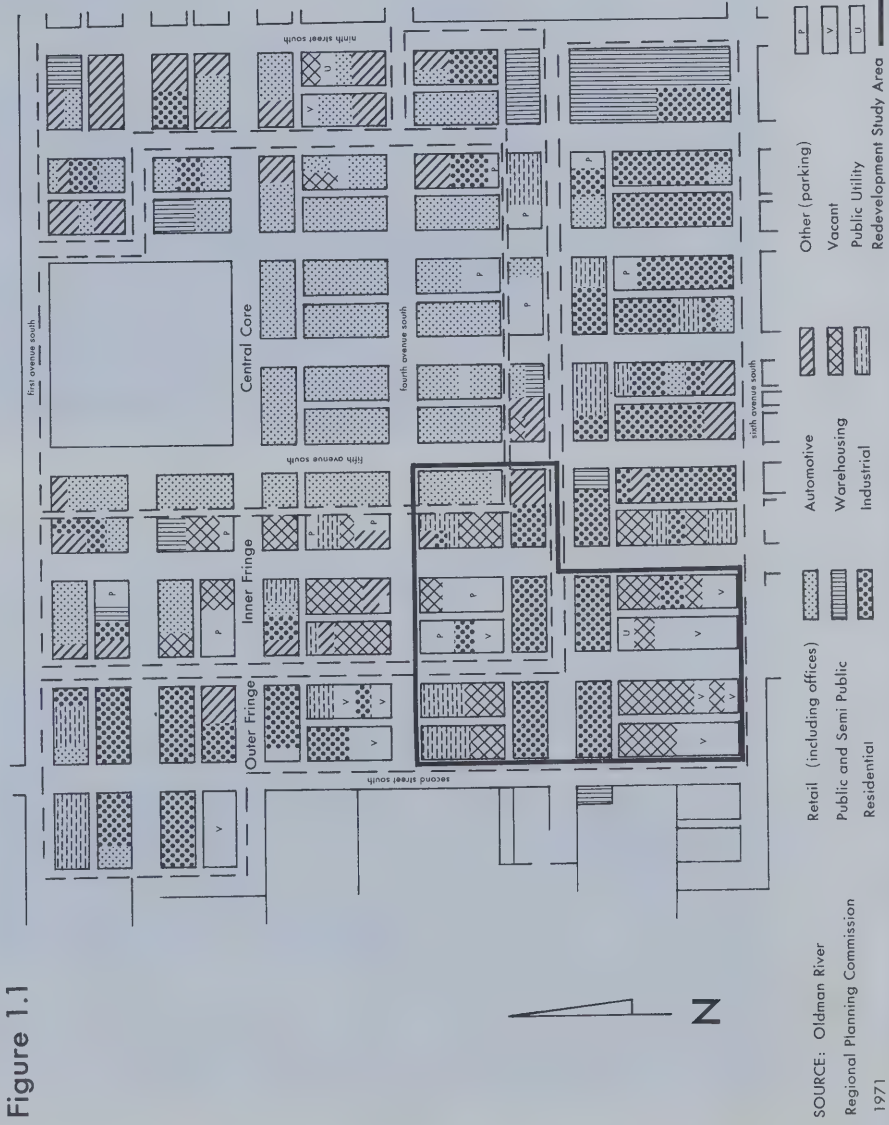 Figure 1.1
first avenue south
ninth street south
V
U
P
P
Central Core
fourth avenue south
P
P
P
P
P
fifth avenue south
sixth avenue south
P
P
P
P
P
Inner Fringe
P
P
V
U
V
V
Outer Fringe
V
V
V
V
V
V
V
second street south
V
N
SOURCE: Oldman River
Regional Planning Commission
1971
Retail (including offices)
Public and Semi Public
Residential
Automotive
Warehousing
Industrial
Other (parking)
P
Vacant
V
Public Utility
U
Redevelopment Study Area